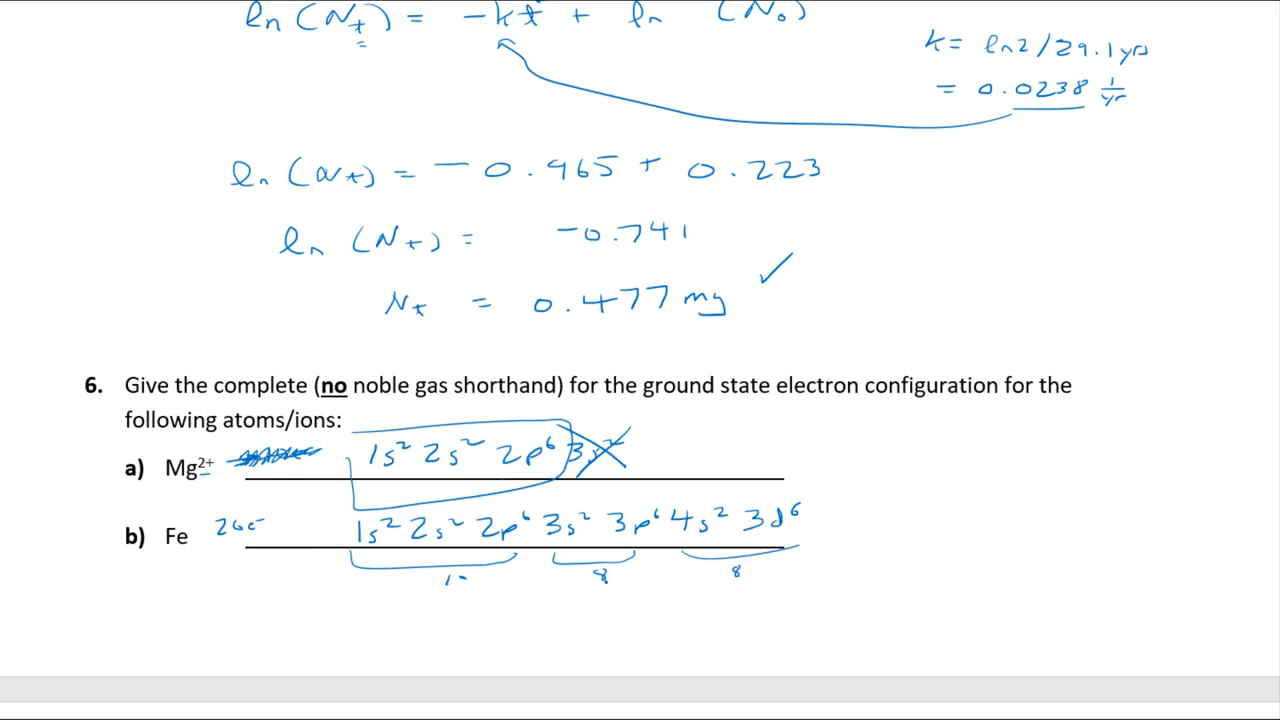 ln (Nt) = -kt + ln (N₀)
k = ln2/29.1 yrs
= 0.0238 1/yr
ln (Nt) = - 0.965 + 0.223
ln (Nt) = -0.741
Nt = 0.477 mg ✓
6. Give the complete (no noble gas shorthand) for the ground state electron configuration for the
following atoms/ions:
a) Mg²⁺ 1s² 2s² 2p⁶ 3s²
b) Fe 26e⁻ 1s² 2s² 2p⁶ 3s² 3p⁶ 4s² 3d⁶
10 8 8